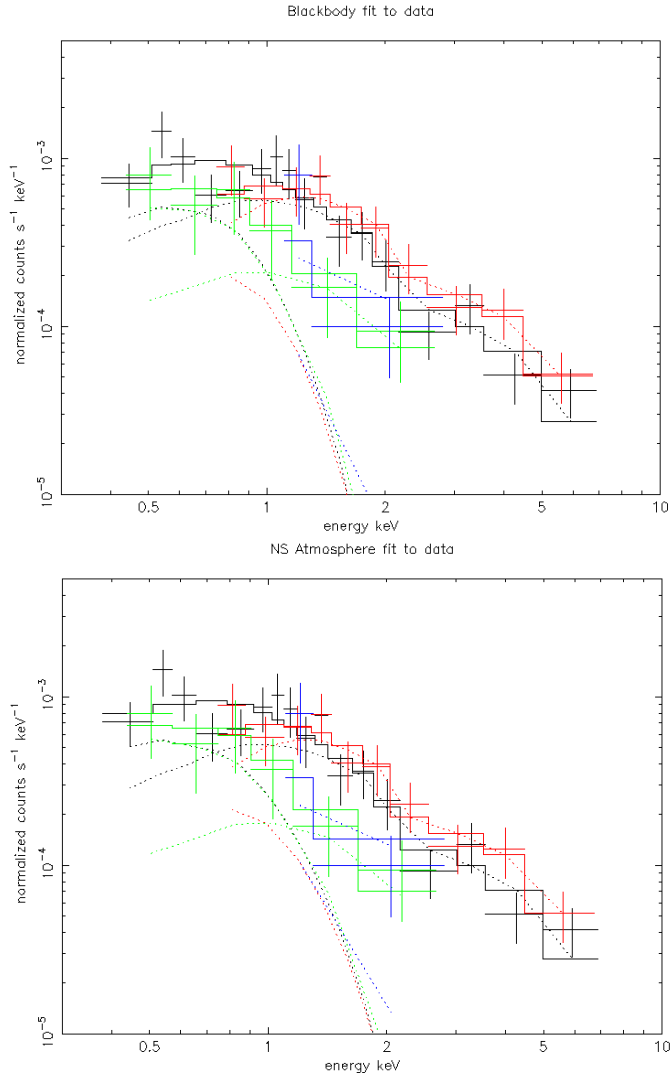 Blackbody fit to data
10⁻³
10⁻⁴
10⁻⁵
normalized counts s⁻¹ keV⁻¹
0.5 1 2 5 10
energy keV
NS Atmosphere fit to data
10⁻³
10⁻⁴
10⁻⁵
normalized counts s⁻¹ keV⁻¹
0.5 1 2 5 10
energy keV